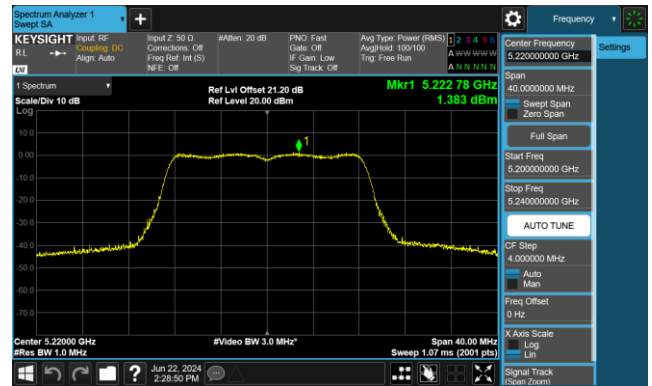 Spectrum Analyzer 1
Swept SA
Frequency
KEYSIGHT
RL
LXI
Input: RF
Coupling: DC
Align: Auto
Input Z: 50 Ω
Corrections: Off
Freq Ref: Int (S)
NFE: Off
#Atten: 20 dB
PNO: Fast
Gate: Off
IF Gain: Low
Sig Track: Off
Avg Type: Power (RMS)
Avg|Hold: 100/100
Trig: Free Run
1 2 3 4 5 6
A W W W W W
A N N N N N
1 Spectrum
Scale/Div 10 dB
Log
Ref Lvl Offset 21.20 dB
Ref Level 20.00 dBm
Mkr1 5.222 78 GHz
1.383 dBm
1
10.0
0.00
-10.0
-20.0
-30.0
-40.0
-50.0
-60.0
-70.0
Center 5.22000 GHz
#Res BW 1.0 MHz
#Video BW 3.0 MHz*
Span 40.00 MHz
Sweep 1.07 ms (2001 pts)
Center Frequency
5.220000000 GHz
Settings
Span
40.0000000 MHz
Swept Span
Zero Span
Full Span
Start Freq
5.200000000 GHz
Stop Freq
5.240000000 GHz
AUTO TUNE
CF Step
4.000000 MHz
Auto
Man
Freq Offset
0 Hz
X Axis Scale
Log
Lin
Signal Track
(Span Zoom)
?
Jun 22, 2024
2:28:50 PM